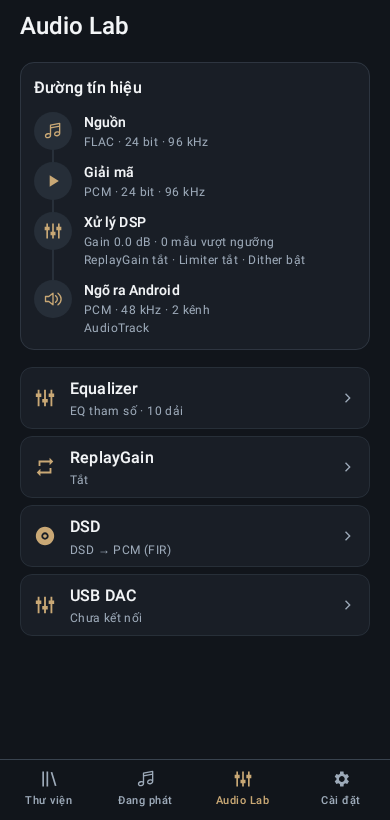 Audio Lab
Đường tín hiệu
Nguồn
FLAC · 24 bit · 96 kHz
Giải mã
PCM · 24 bit · 96 kHz
Xử lý DSP
Gain 0.0 dB · 0 mẫu vượt ngưỡng
ReplayGain tắt · Limiter tắt · Dither bật
Ngõ ra Android
PCM · 48 kHz · 2 kênh
AudioTrack
Equalizer
EQ tham số · 10 dải
ReplayGain
Tắt
DSD
DSD → PCM (FIR)
USB DAC
Chưa kết nối
Thư viện
Đang phát
Audio Lab
Cài đặt